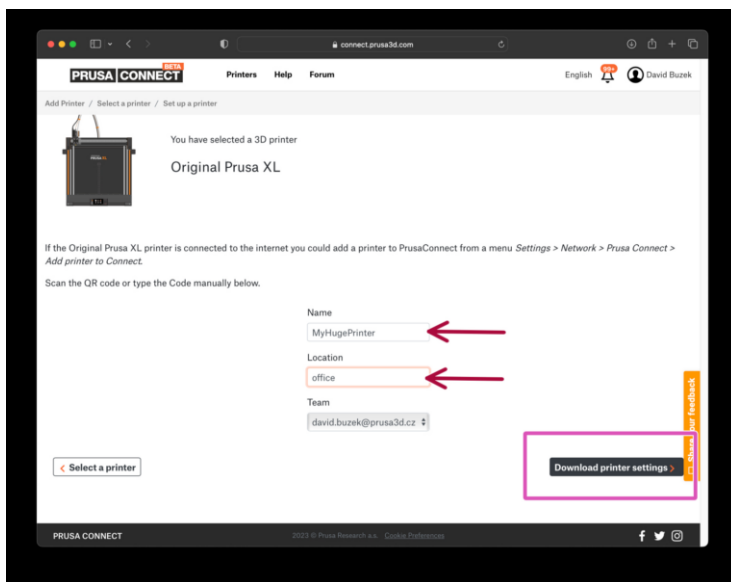 connect.prusa3d.com
PRUSA CONNECT BETA
Printers Help Forum
English 99+ David Buzek
Add Printer / Select a printer / Set up a printer
You have selected a 3D printer
Original Prusa XL
If the Original Prusa XL printer is connected to the internet you could add a printer to PrusaConnect from a menu Settings > Network > Prusa Connect >
Add printer to Connect.
Scan the QR code or type the Code manually below.
Name
MyHugePrinter
Location
office
Team
david.buzek@prusa3d.cz
Share your feedback
< Select a printer
Download printer settings >
PRUSA CONNECT
2023 © Prusa Research a.s. Cookie Preferences